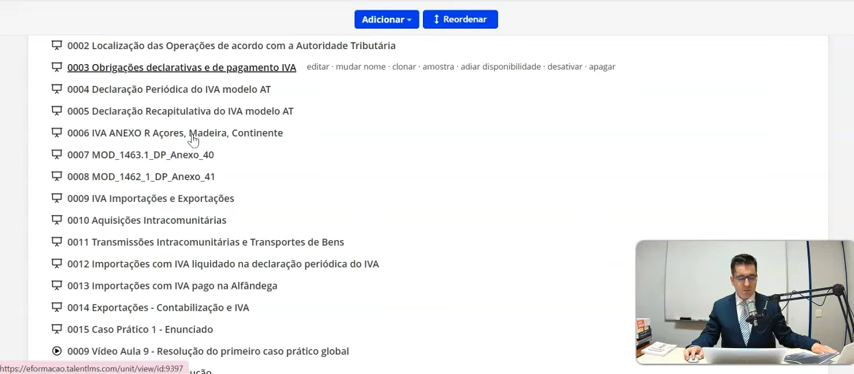 Adicionar
Reordenar
0002 Localização das Operações de acordo com a Autoridade Tributária
0003 Obrigações declarativas e de pagamento IVA editar · mudar nome · clonar · amostra · adiar disponibilidade · desativar · apagar
0004 Declaração Periódica do IVA modelo AT
0005 Declaração Recapitulativa do IVA modelo AT
0006 IVA ANEXO R Açores, Madeira, Continente
0007 MOD_1463.1_DP_Anexo_40
0008 MOD_1462_1_DP_Anexo_41
0009 IVA Importações e Exportações
0010 Aquisições Intracomunitárias
0011 Transmissões Intracomunitárias e Transportes de Bens
0012 Importações com IVA liquidado na declaração periódica do IVA
0013 Importações com IVA pago na Alfândega
0014 Exportações - Contabilização e IVA
0015 Caso Prático 1 - Enunciado
0009 Vídeo Aula 9 - Resolução do primeiro caso prático global
https://eformacao.talentlms.com/unit/view/id:9397